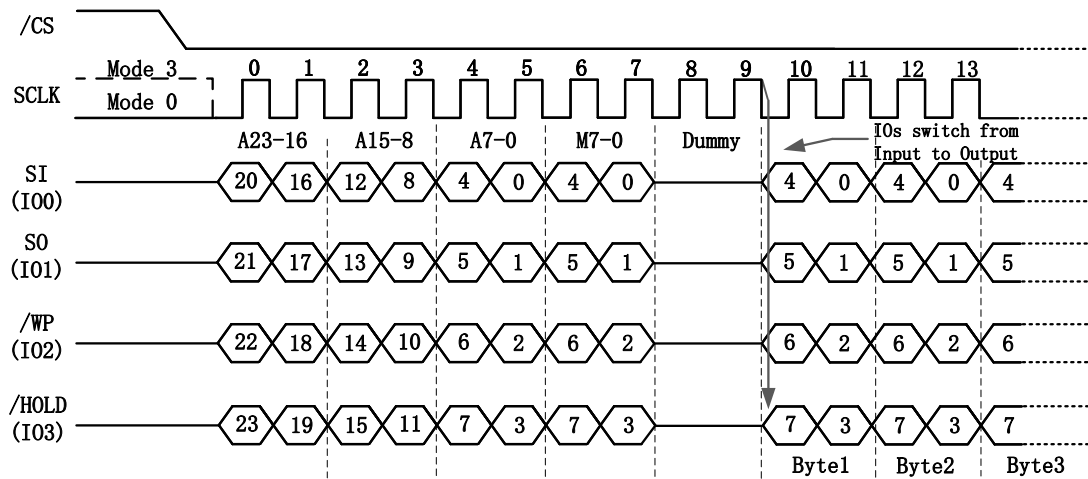 /CS
Mode 3 0 1 2 3 4 5 6 7 8 9 10 11 12 13
SCLK Mode 0
A23-16 A15-8 A7-0 M7-0 Dummy
IOs switch from
Input to Output
SI
(IO0)
20 16 12 8 4 0 4 0 4 0 4 0 4
SO
(IO1)
21 17 13 9 5 1 5 1 5 1 5 1 5
/WP
(IO2)
22 18 14 10 6 2 6 2 6 2 6 2 6
/HOLD
(IO3)
23 19 15 11 7 3 7 3 7 3 7 3 7
Byte1 Byte2 Byte3